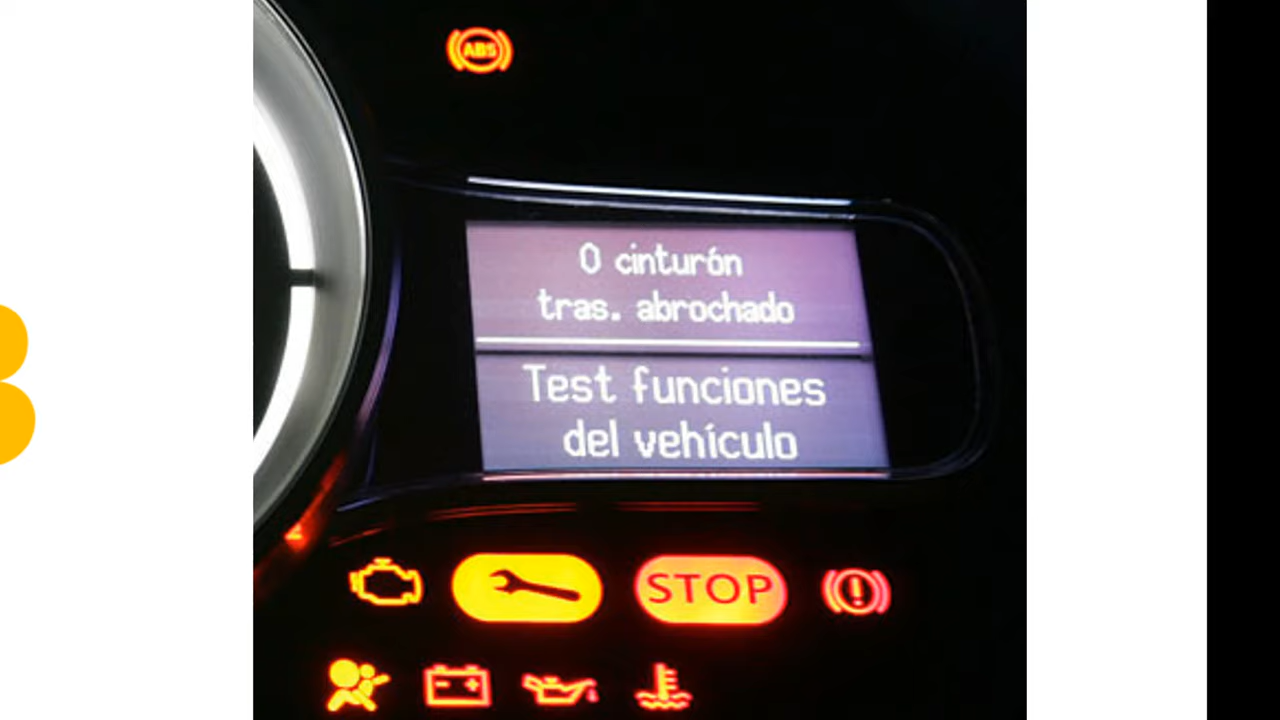 ABS
0 cinturón
tras. abrochado
Test funciones
del vehículo
STOP